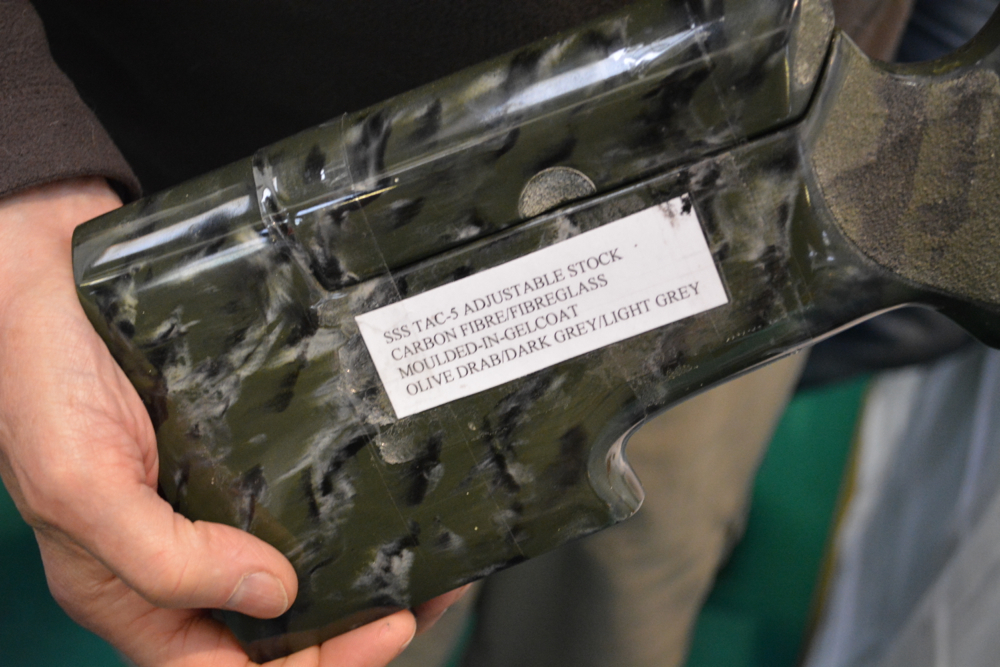 SSS TAC-5 ADJUSTABLE STOCK
CARBON FIBRE/FIBREGLASS
MOULDED-IN-GELCOAT
OLIVE DRAB/DARK GREY/LIGHT GREY